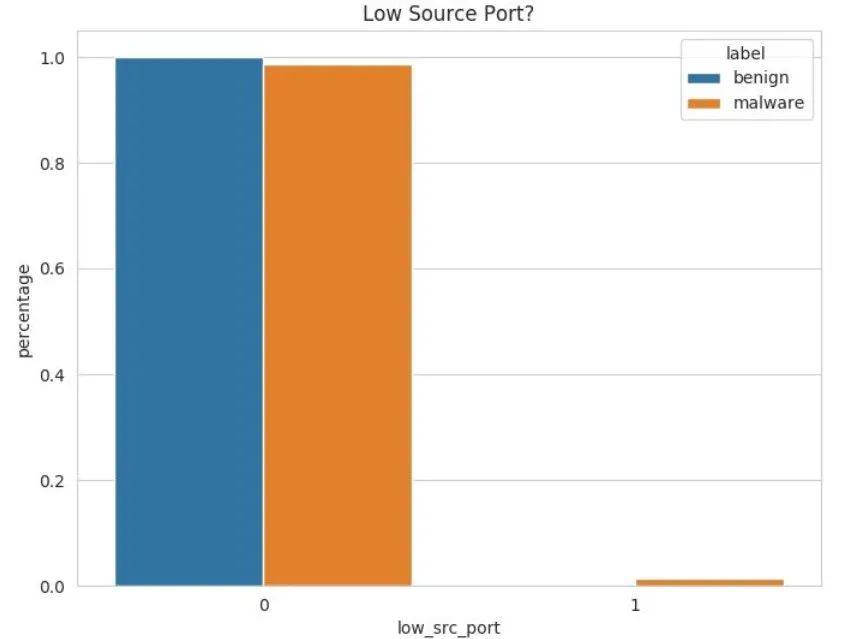 Low Source Port?
label
benign
malware
1.0
0.8
0.6
0.4
0.2
0.0
percentage
0
1
low_src_port